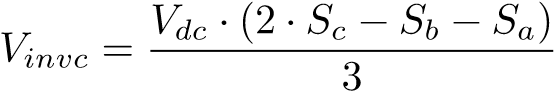 V_{invc} = \frac{V_{dc} \cdot (2 \cdot S_c - S_b - S_a)}{3}